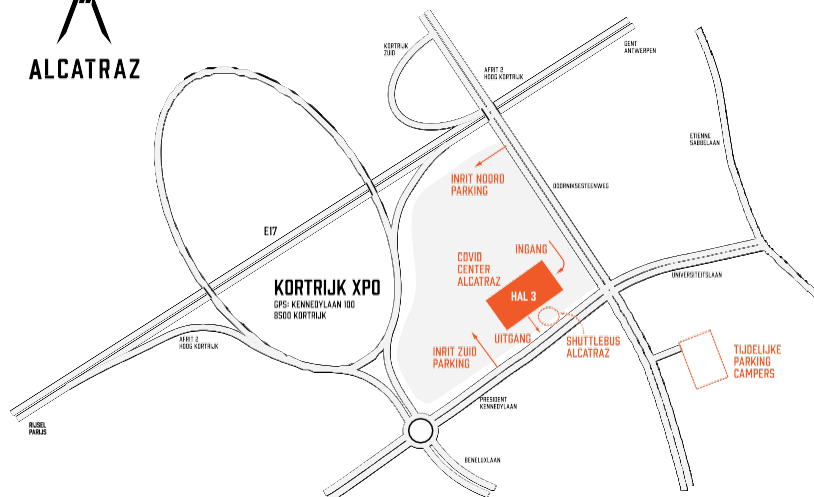 ALCATRAZ
KORTRIJK
ZUID
AFRIT 2
HOOG KORTRIJK
GENT
ANTWERPEN
ETIENNE
SABBELAAN
INRIT NOORD
PARKING
DOORNIKSESTEENWEG
E17
KORTRIJK XPO
GPS: KENNEDYLAAN 100
8500 KORTRIJK
COVID
CENTER
ALCATRAZ
INGANG
HAL 3
UNIVERSITEITSLAAN
UITGANG
SHUTTLEBUS
ALCATRAZ
INRIT ZUID
PARKING
AFRIT 2
HOOG KORTRIJK
TIJDELIJKE
PARKING
CAMPERS
PRESIDENT
KENNEDYLAAN
RIJSEL
PARIJS
BENELUXLAAN